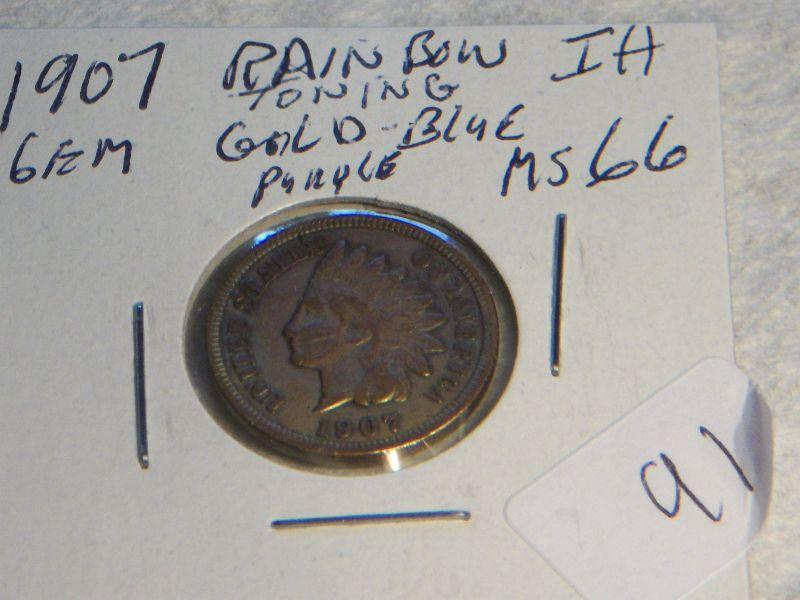 1907 RAINBOW IH
TONING
GEM GOLD-BLUE MS66
PURPLE
UNITED STATES OF AMERICA
1907
91